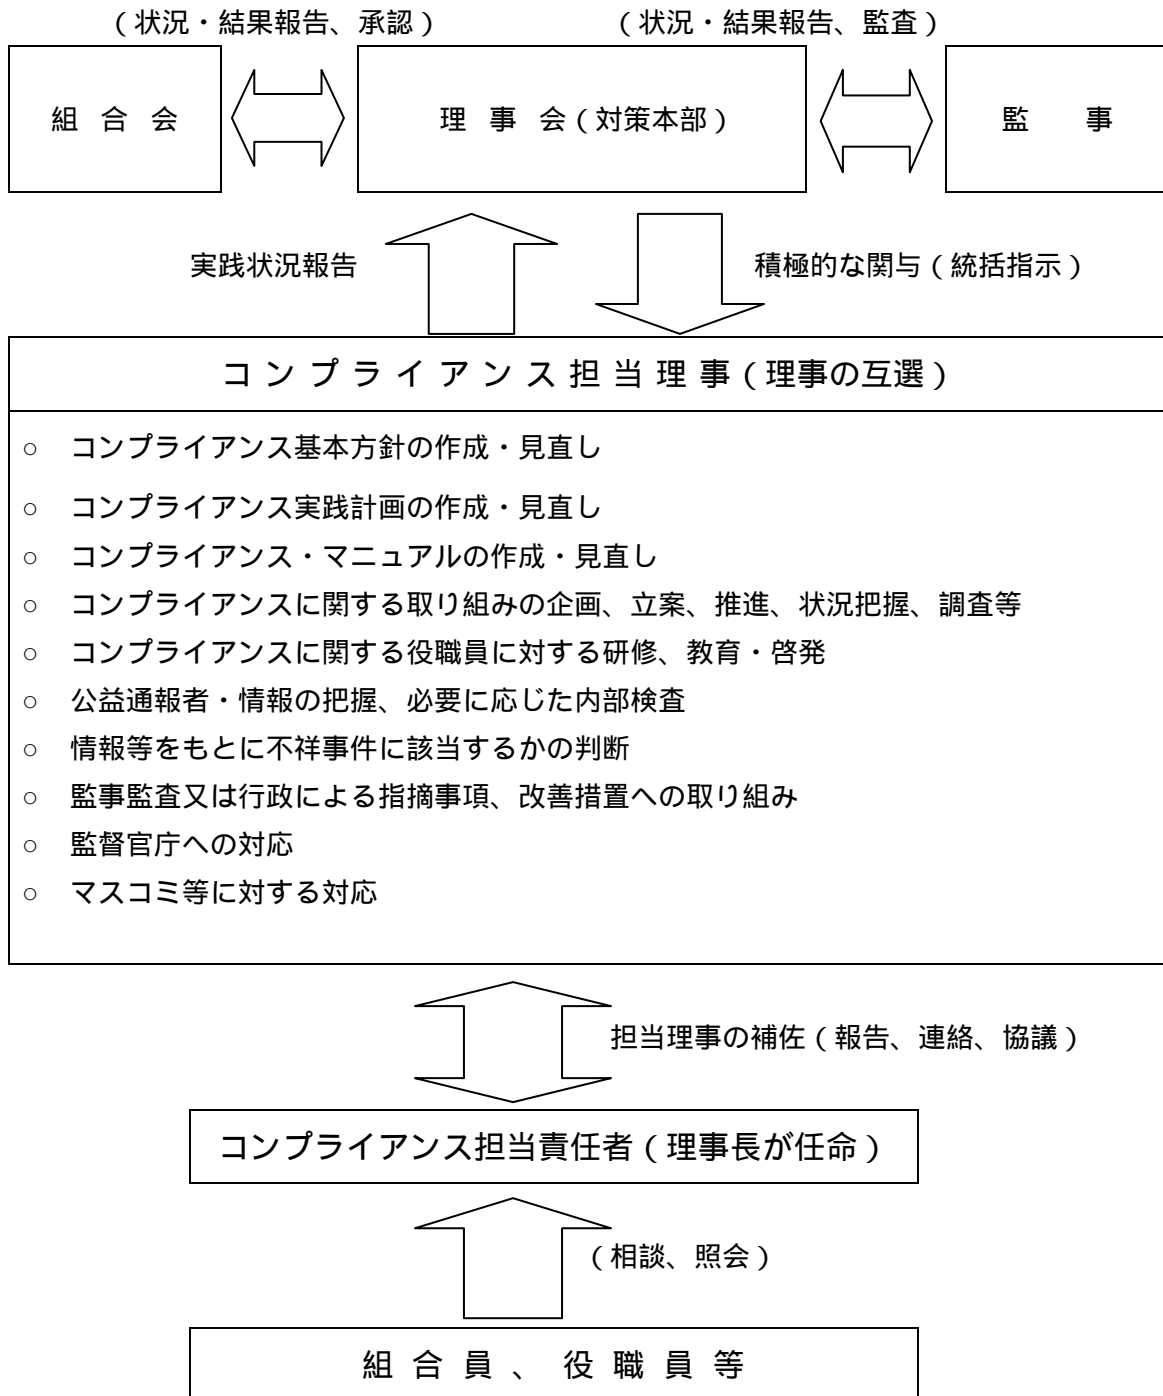 （状況・結果報告、承認）
（状況・結果報告、監査）
組 合 会
理 事 会（対策本部）
監 事
実践状況報告
積極的な関与（統括指示）
コ ン プ ラ イ ア ン ス 担 当 理 事（理事の互選）
○ コンプライアンス基本方針の作成・見直し
○ コンプライアンス実践計画の作成・見直し
○ コンプライアンス・マニュアルの作成・見直し
○ コンプライアンスに関する取り組みの企画、立案、推進、状況把握、調査等
○ コンプライアンスに関する役職員に対する研修、教育・啓発
○ 公益通報者・情報の把握、必要に応じた内部検査
○ 情報等をもとに不祥事件に該当するかの判断
○ 監事監査又は行政による指摘事項、改善措置への取り組み
○ 監督官庁への対応
○ マスコミ等に対する対応
担当理事の補佐（報告、連絡、協議）
コンプライアンス担当責任者（理事長が任命）
（相談、照会）
組 合 員 、 役 職 員 等